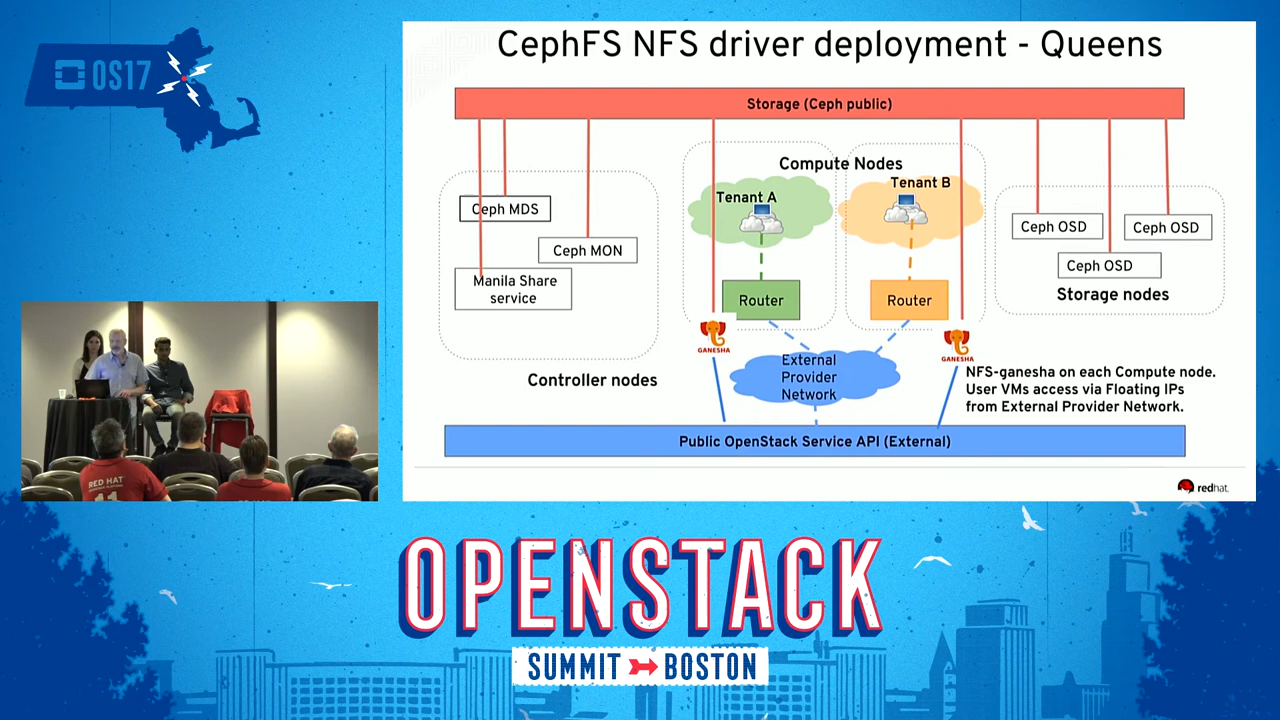 OS17
CephFS NFS driver deployment - Queens
Storage (Ceph public)
Compute Nodes
Tenant A
Tenant B
Ceph MDS
Ceph MON
Manila Share
service
Controller nodes
Router
Router
GANESHA
GANESHA
External
Provider
Network
Ceph OSD
Ceph OSD
Ceph OSD
Storage nodes
NFS-ganesha on each Compute node.
User VMs access via Floating IPs
from External Provider Network.
Public OpenStack Service API (External)
redhat.
RED HAT
11
OPENSTACK
SUMMIT BOSTON